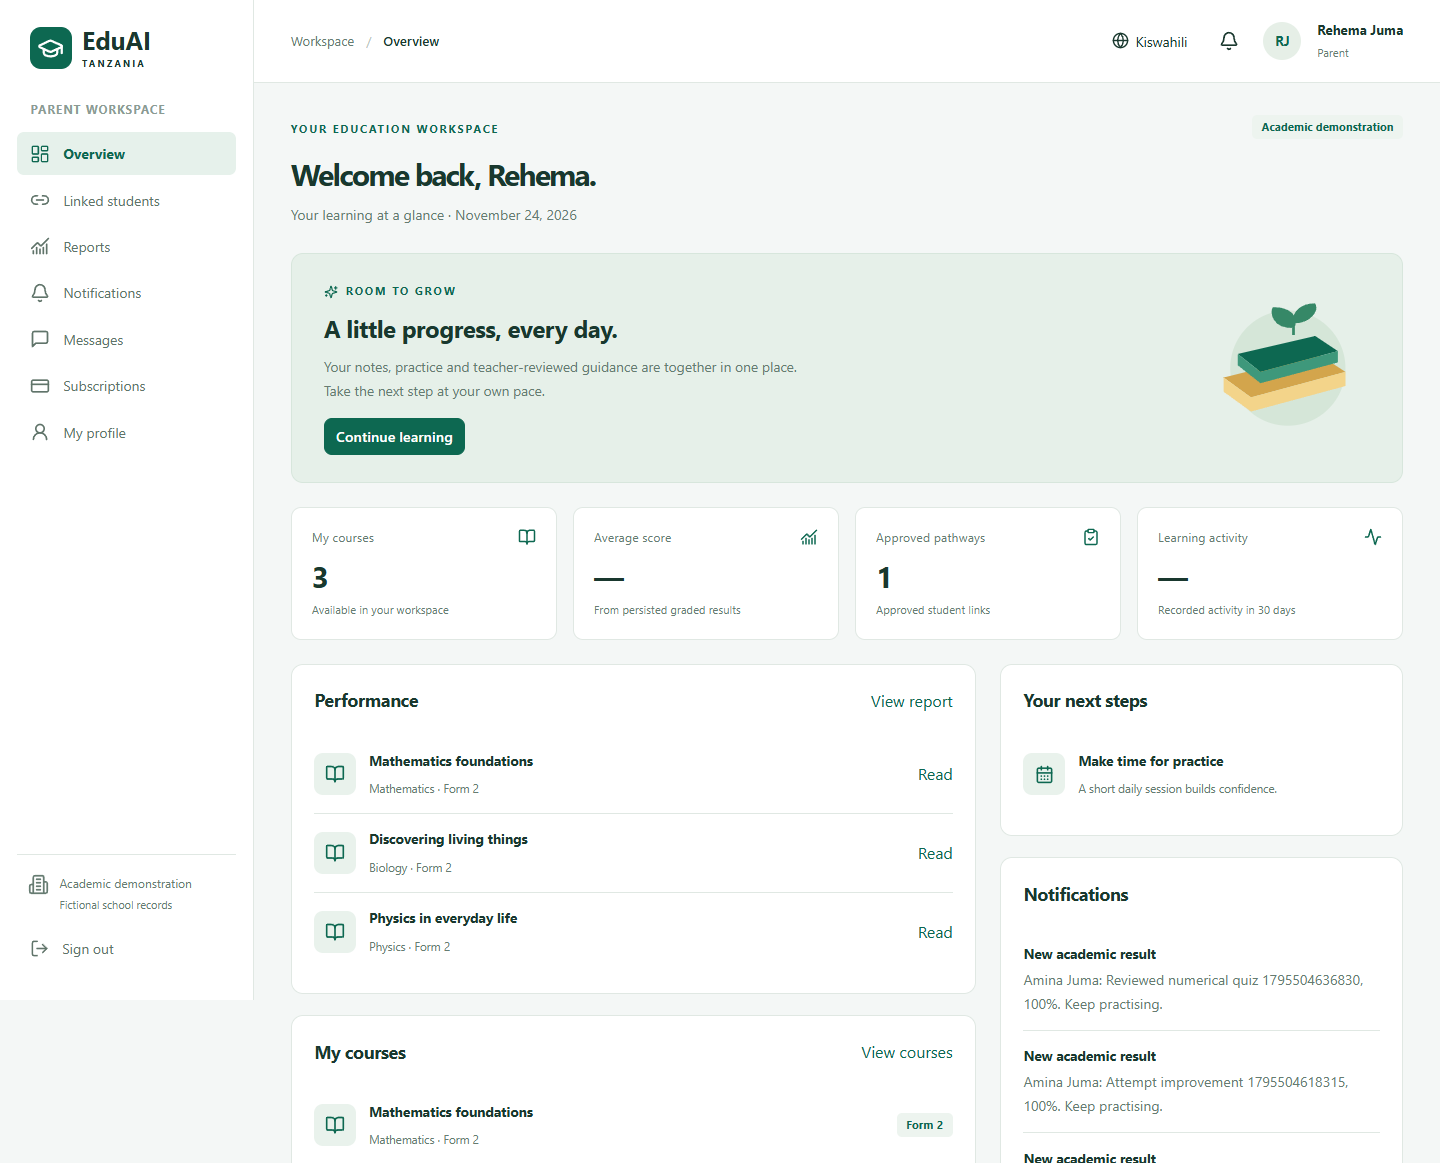 EduAI
TANZANIA
PARENT WORKSPACE
Overview
Linked students
Reports
Notifications
Messages
Subscriptions
My profile
Academic demonstration
Fictional school records
Sign out
Workspace / Overview
Kiswahili
RJ
Rehema Juma
Parent
YOUR EDUCATION WORKSPACE
Academic demonstration
Welcome back, Rehema.
Your learning at a glance · November 24, 2026
ROOM TO GROW
A little progress, every day.
Your notes, practice and teacher-reviewed guidance are together in one place.
Take the next step at your own pace.
Continue learning
My courses
3
Available in your workspace
Average score
—
From persisted graded results
Approved pathways
1
Approved student links
Learning activity
—
Recorded activity in 30 days
Performance
View report
Mathematics foundations
Mathematics · Form 2
Read
Discovering living things
Biology · Form 2
Read
Physics in everyday life
Physics · Form 2
Read
My courses
View courses
Mathematics foundations
Mathematics · Form 2
Form 2
Your next steps
Make time for practice
A short daily session builds confidence.
Notifications
New academic result
Amina Juma: Reviewed numerical quiz 1795504636830,
100%. Keep practising.
New academic result
Amina Juma: Attempt improvement 1795504618315,
100%. Keep practising.
New academic result